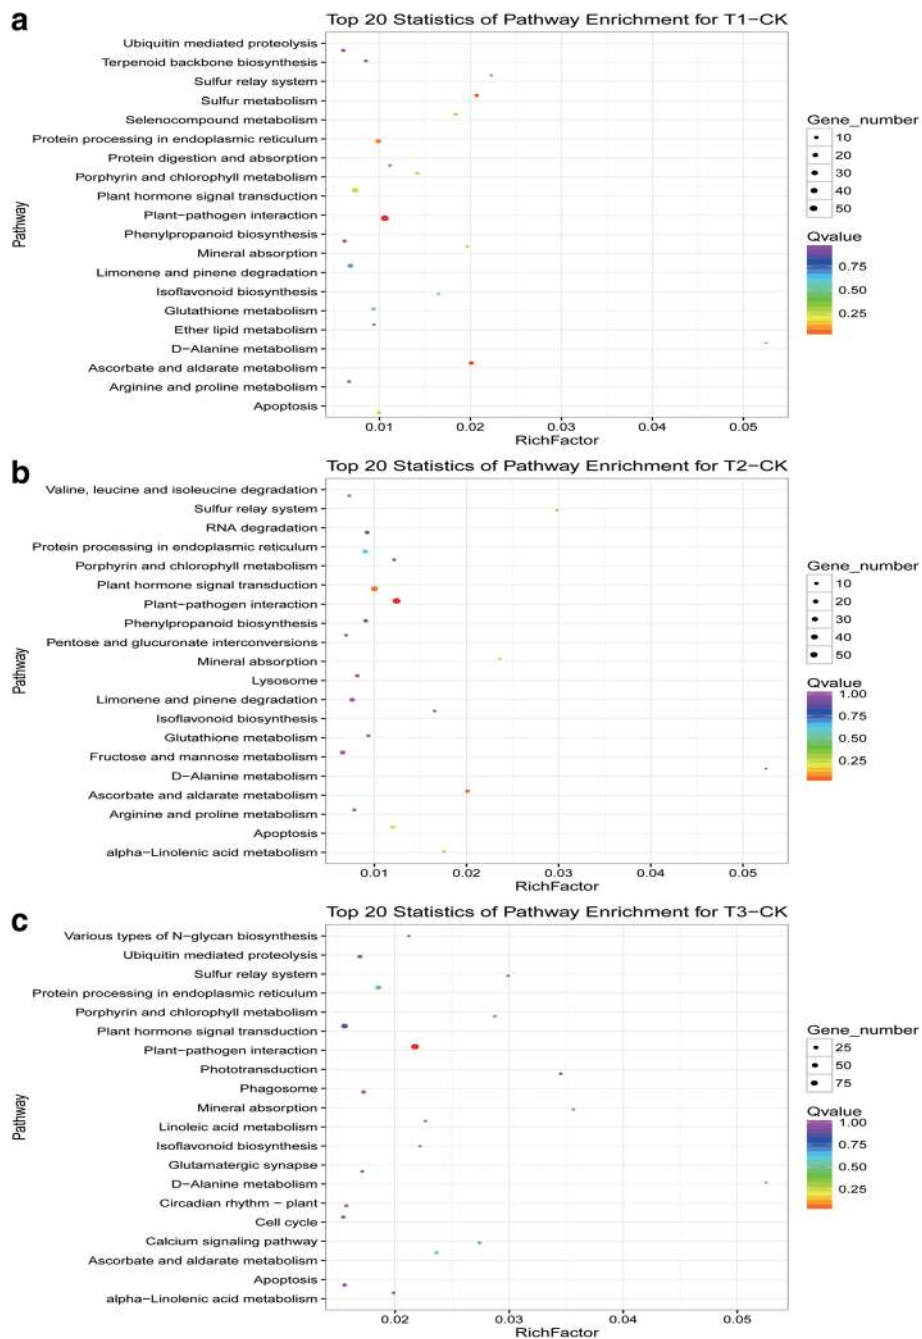 a
Top 20 Statistics of Pathway Enrichment for T1−CK
Ubiquitin mediated proteolysis
Terpenoid backbone biosynthesis
Sulfur relay system
Sulfur metabolism
Selenocompound metabolism
Protein processing in endoplasmic reticulum
Protein digestion and absorption
Porphyrin and chlorophyll metabolism
Plant hormone signal transduction
Plant−pathogen interaction
Phenylpropanoid biosynthesis
Mineral absorption
Limonene and pinene degradation
Isoflavonoid biosynthesis
Glutathione metabolism
Ether lipid metabolism
D−Alanine metabolism
Ascorbate and aldarate metabolism
Arginine and proline metabolism
Apoptosis
Pathway
0.01 0.02 0.03 0.04 0.05
RichFactor
Gene_number
10
20
30
40
50
Qvalue
0.75
0.50
0.25
b
Top 20 Statistics of Pathway Enrichment for T2−CK
Valine, leucine and isoleucine degradation
Sulfur relay system
RNA degradation
Protein processing in endoplasmic reticulum
Porphyrin and chlorophyll metabolism
Plant hormone signal transduction
Plant−pathogen interaction
Phenylpropanoid biosynthesis
Pentose and glucuronate interconversions
Mineral absorption
Lysosome
Limonene and pinene degradation
Isoflavonoid biosynthesis
Glutathione metabolism
Fructose and mannose metabolism
D−Alanine metabolism
Ascorbate and aldarate metabolism
Arginine and proline metabolism
Apoptosis
alpha−Linolenic acid metabolism
Pathway
0.01 0.02 0.03 0.04 0.05
RichFactor
Gene_number
10
20
30
40
50
Qvalue
1.00
0.75
0.50
0.25
c
Top 20 Statistics of Pathway Enrichment for T3−CK
Various types of N−glycan biosynthesis
Ubiquitin mediated proteolysis
Sulfur relay system
Protein processing in endoplasmic reticulum
Porphyrin and chlorophyll metabolism
Plant hormone signal transduction
Plant−pathogen interaction
Phototransduction
Phagosome
Mineral absorption
Linoleic acid metabolism
Isoflavonoid biosynthesis
Glutamatergic synapse
D−Alanine metabolism
Circadian rhythm − plant
Cell cycle
Calcium signaling pathway
Ascorbate and aldarate metabolism
Apoptosis
alpha−Linolenic acid metabolism
Pathway
0.02 0.03 0.04 0.05
RichFactor
Gene_number
25
50
75
Qvalue
1.00
0.75
0.50
0.25